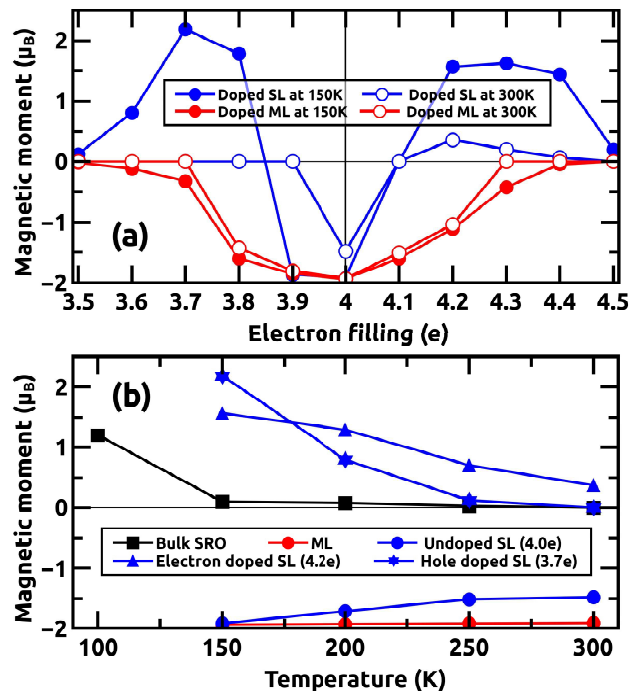 2
1
0
−1
−2
Magnetic moment (μB)
Doped SL at 150K
Doped SL at 300K
Doped ML at 150K
Doped ML at 300K
(a)
3.5 3.6 3.7 3.8 3.9 4 4.1 4.2 4.3 4.4 4.5
Electron filling (e)
(b)
2
1
0
−1
−2
Magnetic moment (μB)
Bulk SRO
ML
Undoped SL (4.0e)
Electron doped SL (4.2e)
Hole doped SL (3.7e)
100 150 200 250 300
Temperature (K)